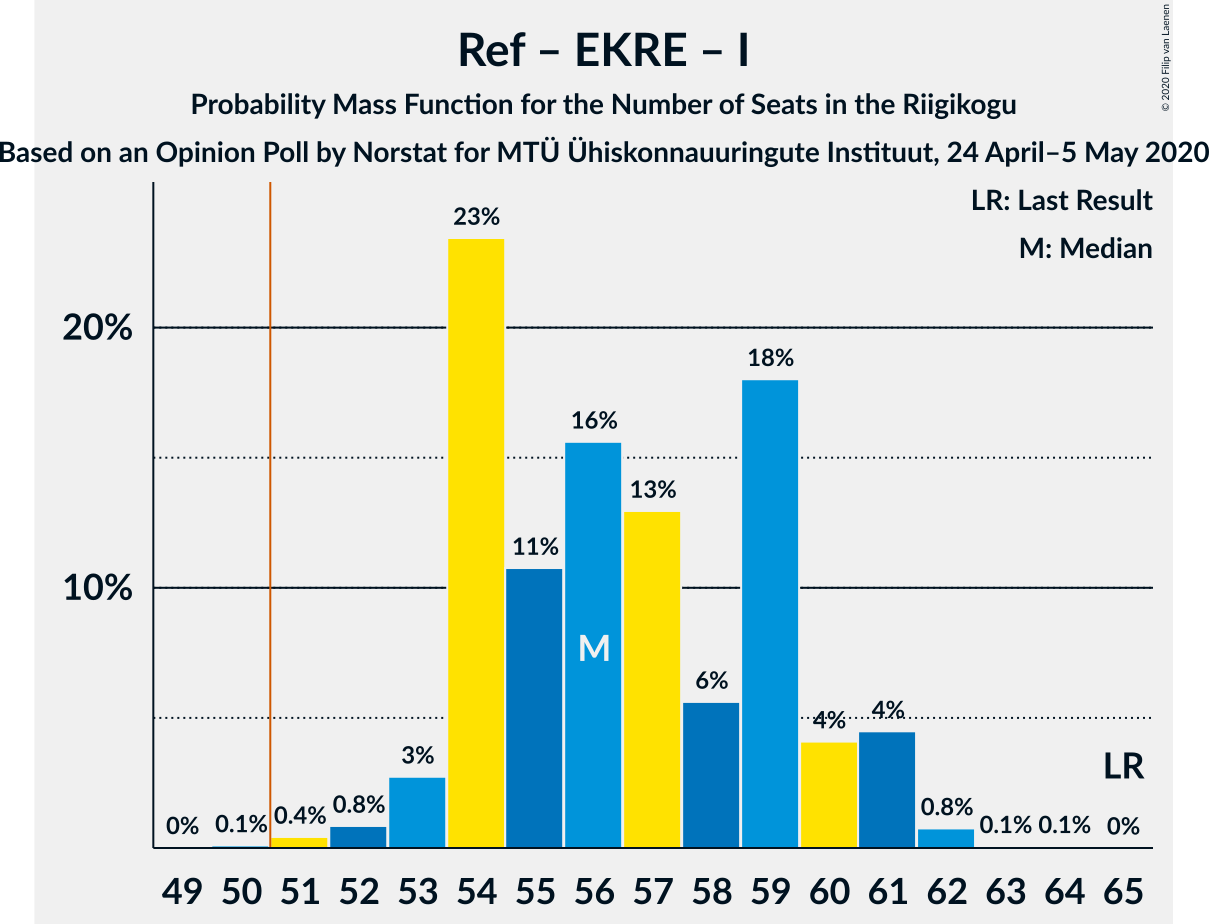 Ref – EKRE – I
Probability Mass Function for the Number of Seats in the Riigikogu
Based on an Opinion Poll by Norstat for MTÜ Ühiskonnauuringute Instituut, 24 April–5 May 2020
© 2020 Filip van Laenen
LR: Last Result
M: Median
20%
10%
0%
0.1%
0.4%
0.8%
3%
23%
11%
16%
13%
6%
18%
4%
4%
0.8%
0.1%
0.1%
0%
M
LR
49 50 51 52 53 54 55 56 57 58 59 60 61 62 63 64 65